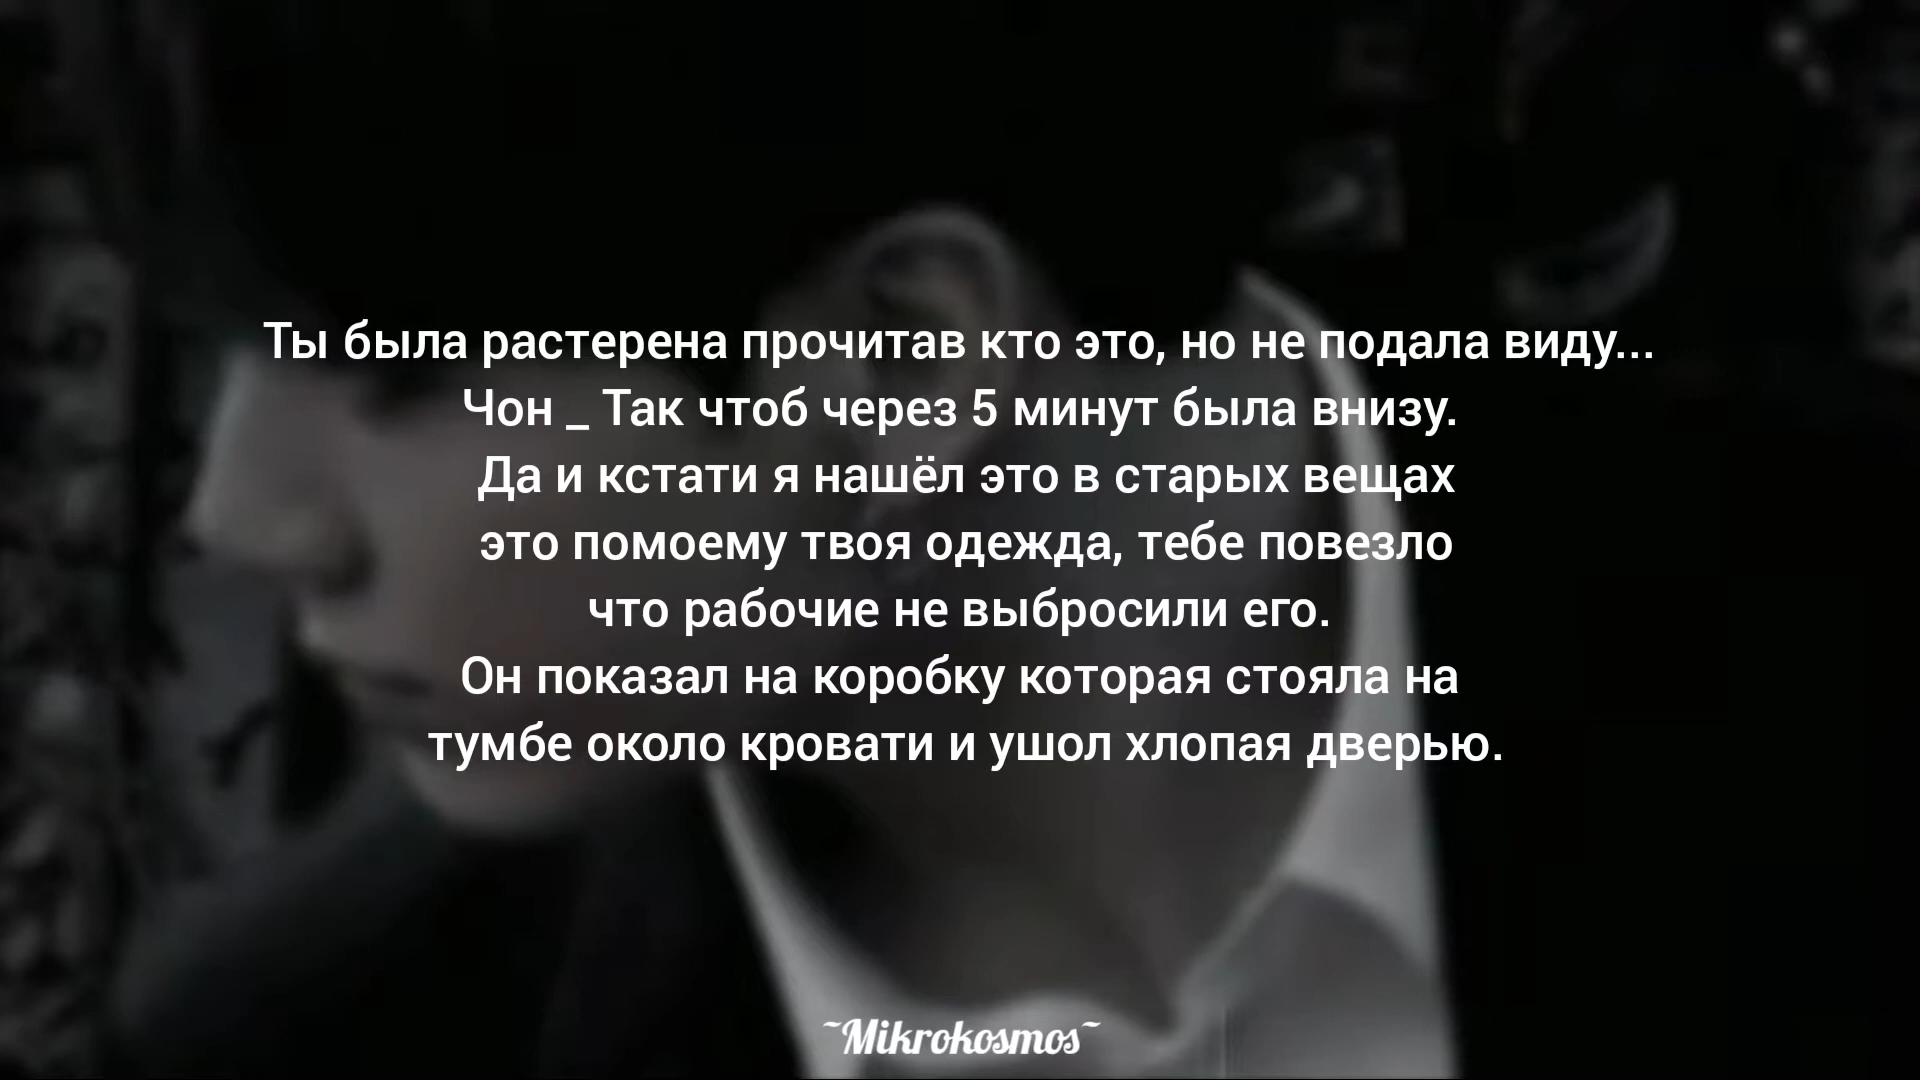 Ты была растерена прочитав кто это, но не подала виду...
Чон _ Так чтоб через 5 минут была внизу.
Да и кстати я нашёл это в старых вещах
это помоему твоя одежда, тебе повезло
что рабочие не выбросили его.
Он показал на коробку которая стояла на
тумбе около кровати и ушол хлопая дверью.
~Mikrokosmos~